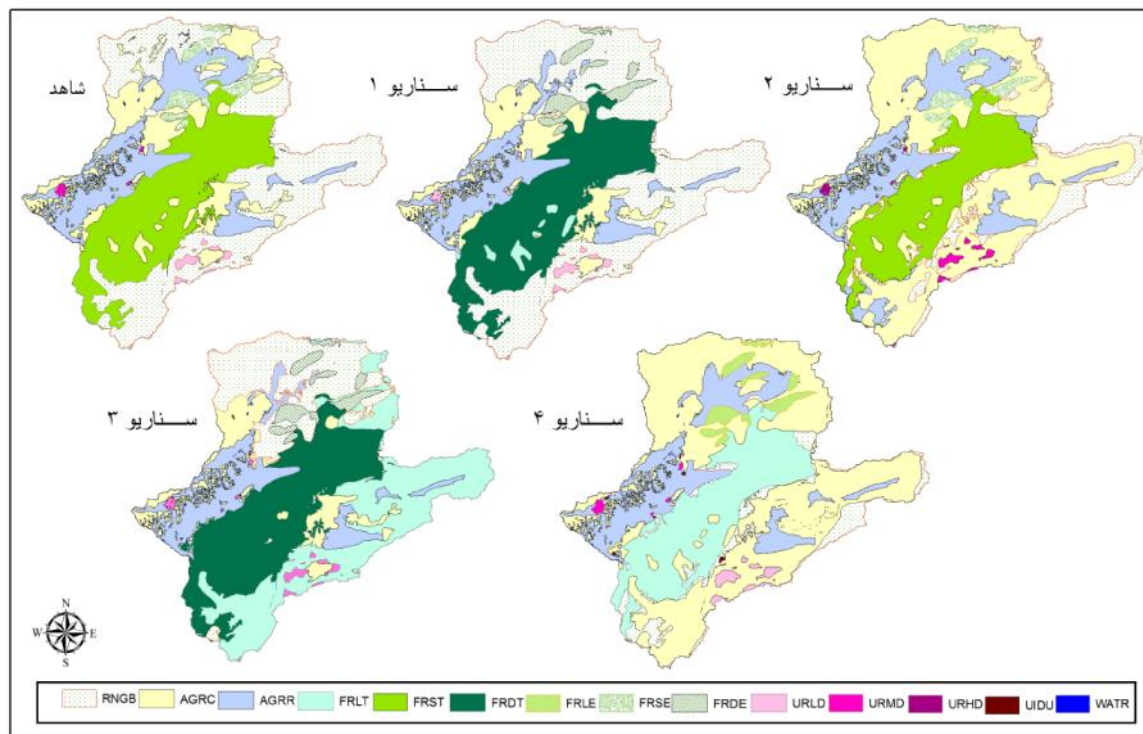 شاهد
سناریو ۱
سناریو ۲
سناریو ۳
سناریو ۴
N
W E
S
RNGB AGRC AGRR FRLT FRST FRDT FRLE FRSE FRDE URLD URMD URHD UIDU WATR